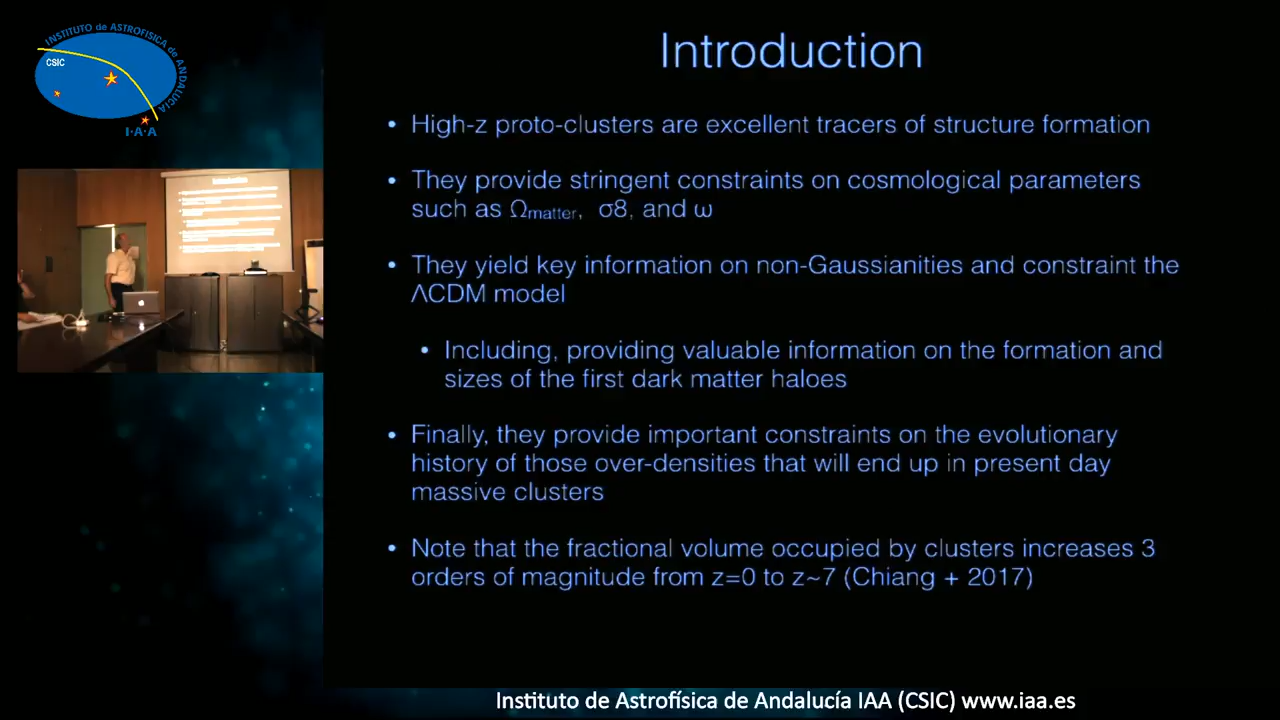 INSTITUTO de ASTROFÍSICA de ANDALUCÍA
CSIC
I·A·A
Introduction
• High-z proto-clusters are excellent tracers of structure formation
• They provide stringent constraints on cosmological parameters
such as Ωmatter, σ8, and ω
• They yield key information on non-Gaussianities and constraint the
ΛCDM model
• Including, providing valuable information on the formation and
sizes of the first dark matter haloes
• Finally, they provide important constraints on the evolutionary
history of those over-densities that will end up in present day
massive clusters
• Note that the fractional volume occupied by clusters increases 3
orders of magnitude from z=0 to z~7 (Chiang + 2017)
Instituto de Astrofísica de Andalucía IAA (CSIC) www.iaa.es